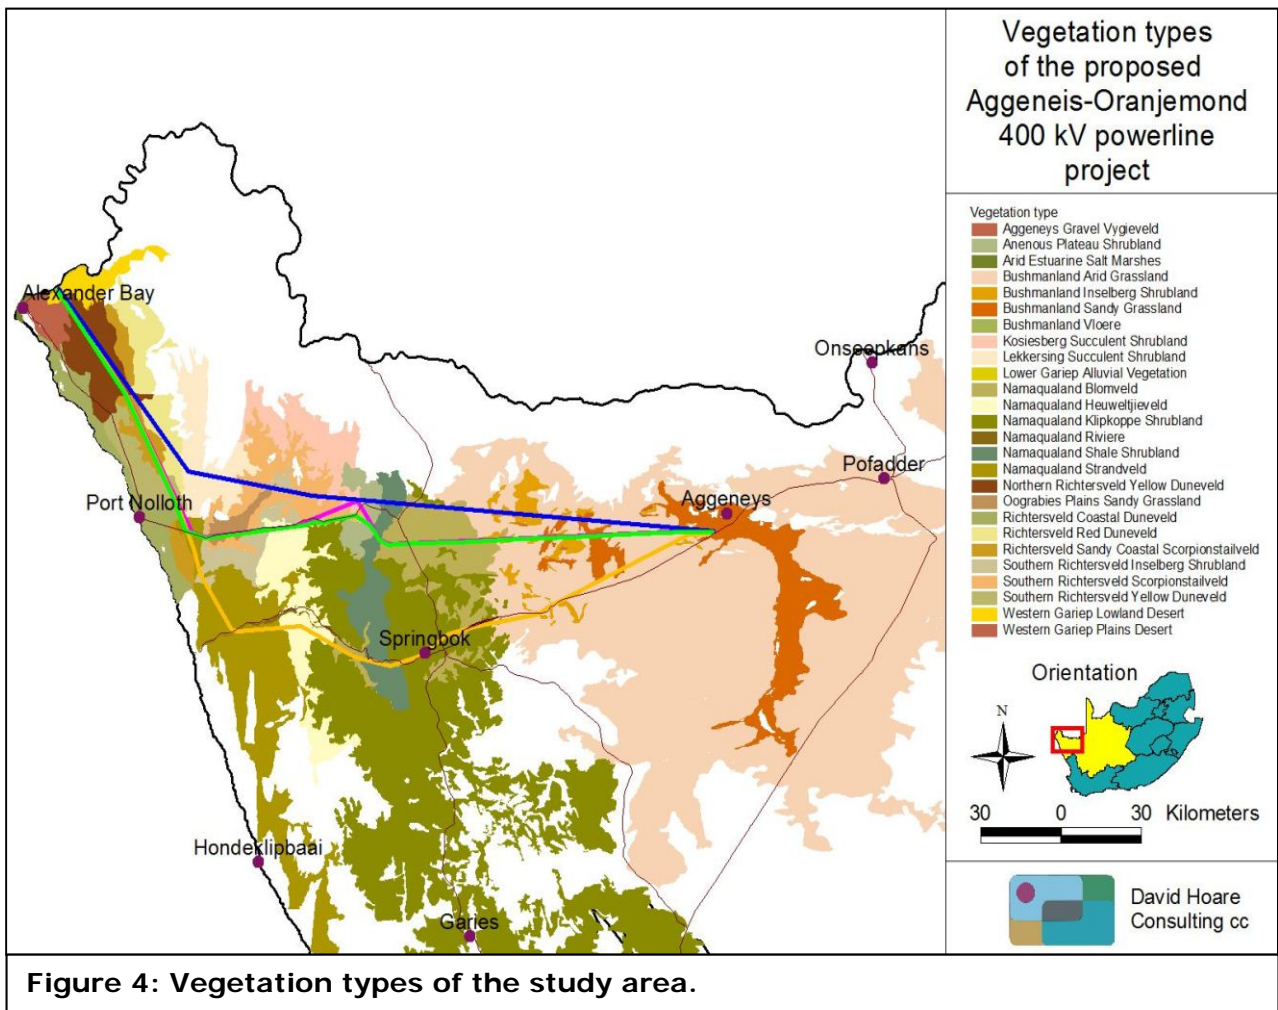 Vegetation types
of the proposed
Aggeneis-Oranjemond
400 kV powerline
project
Alexander Bay
Onseepkans
Pofadder
Aggeneys
Port Nolloth
Springbok
Hondeklipbaai
Garies
Vegetation type
Aggeneys Gravel Vygieveld
Anenous Plateau Shrubland
Arid Estuarine Salt Marshes
Bushmanland Arid Grassland
Bushmanland Inselberg Shrubland
Bushmanland Sandy Grassland
Bushmanland Vloere
Kosiesberg Succulent Shrubland
Lekkersing Succulent Shrubland
Lower Gariep Alluvial Vegetation
Namaqualand Blomveld
Namaqualand Heuweltjieveld
Namaqualand Klipkoppe Shrubland
Namaqualand Riviere
Namaqualand Shale Shrubland
Namaqualand Strandveld
Northern Richtersveld Yellow Duneveld
Oograbies Plains Sandy Grassland
Richtersveld Coastal Duneveld
Richtersveld Red Duneveld
Richtersveld Sandy Coastal Scorpionstailveld
Southern Richtersveld Inselberg Shrubland
Southern Richtersveld Scorpionstailveld
Southern Richtersveld Yellow Duneveld
Western Gariep Lowland Desert
Western Gariep Plains Desert
Orientation
N
30 0 30 Kilometers
David Hoare
Consulting cc
Figure 4: Vegetation types of the study area.